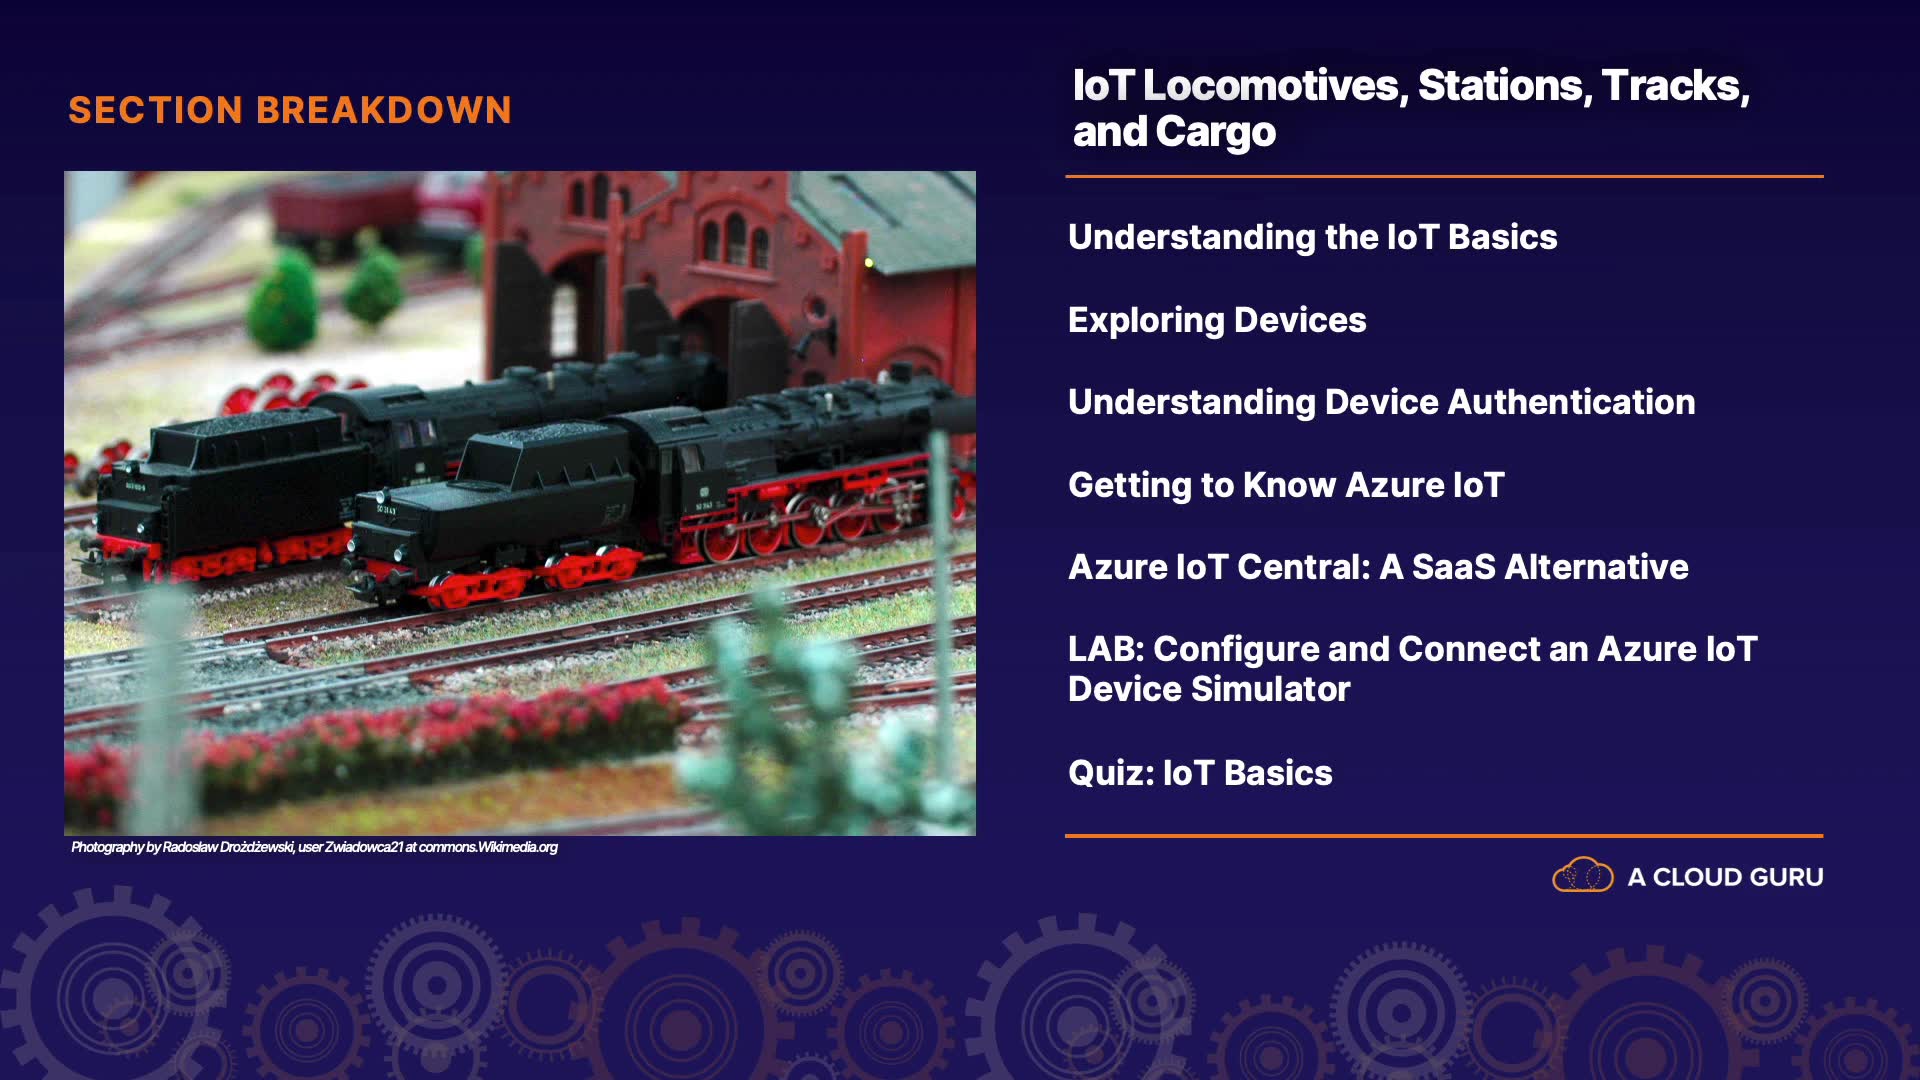 SECTION BREAKDOWN
IoT Locomotives, Stations, Tracks,
and Cargo
Understanding the IoT Basics
Exploring Devices
Understanding Device Authentication
Getting to Know Azure IoT
Azure IoT Central: A SaaS Alternative
LAB: Configure and Connect an Azure IoT
Device Simulator
Quiz: IoT Basics
Photography by Radosław Drożdżewski, user Zwiadowca21 at commons.Wikimedia.org
A CLOUD GURU